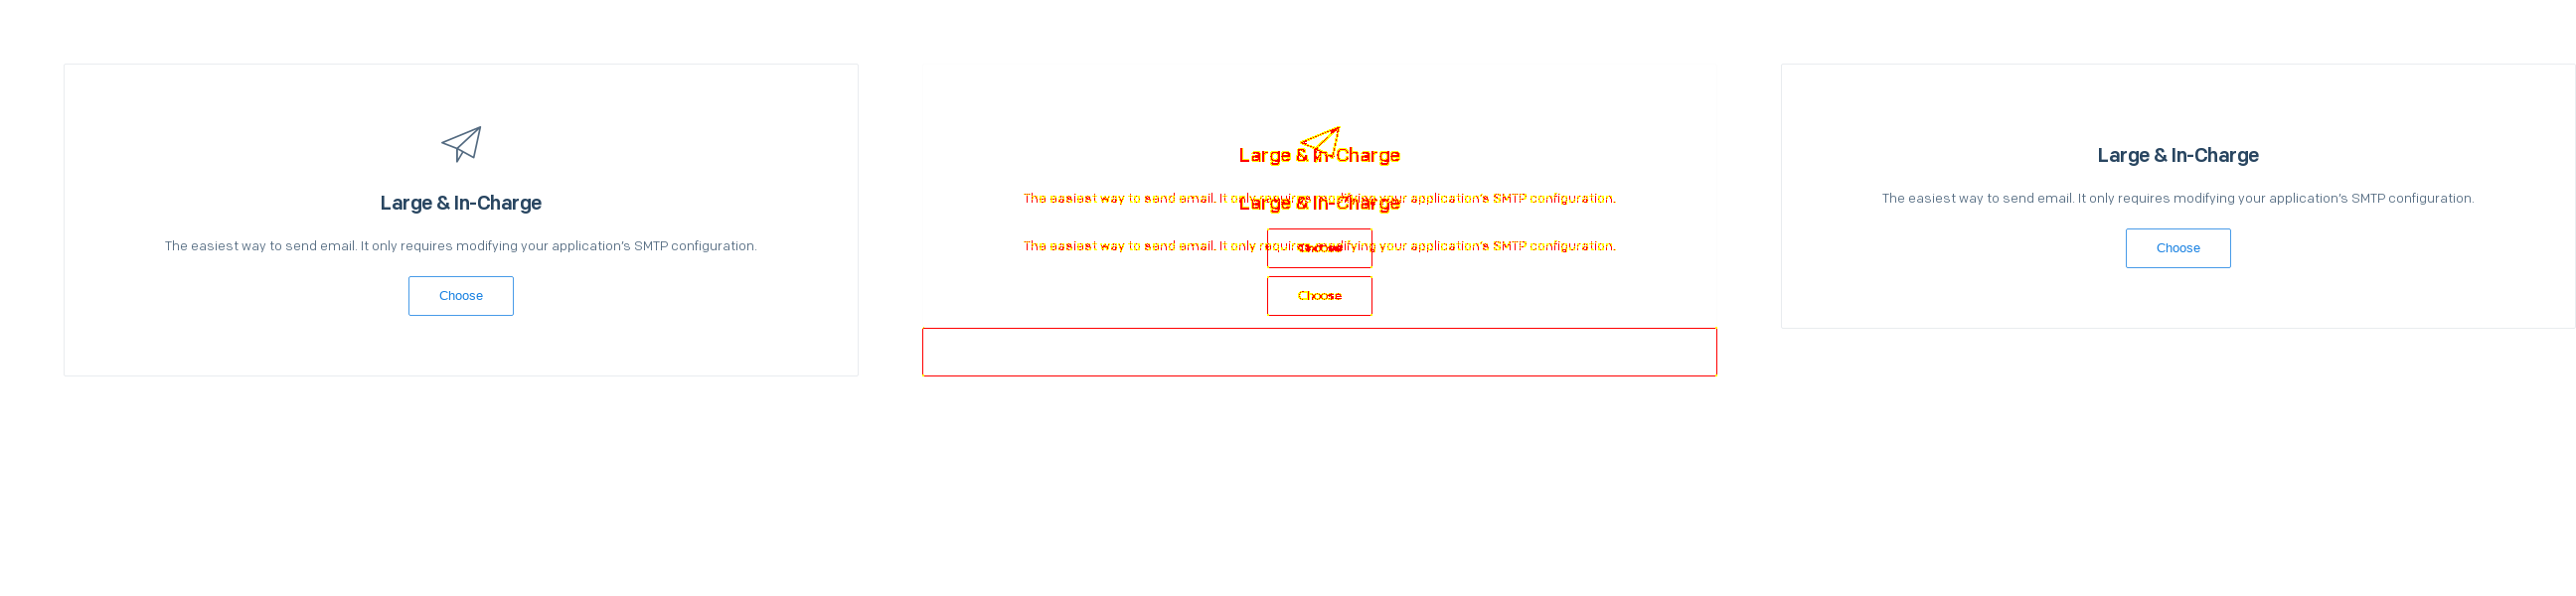 Large & In-Charge
The easiest way to send email. It only requires modifying your application's SMTP configuration.
Choose
Large & In-Charge
The easiest way to send email. It only requires modifying your application's SMTP configuration.
Large & In-Charge
Choose
The easiest way to send email. It only requires modifying your application's SMTP configuration.
Choose
Large & In-Charge
The easiest way to send email. It only requires modifying your application's SMTP configuration.
Choose